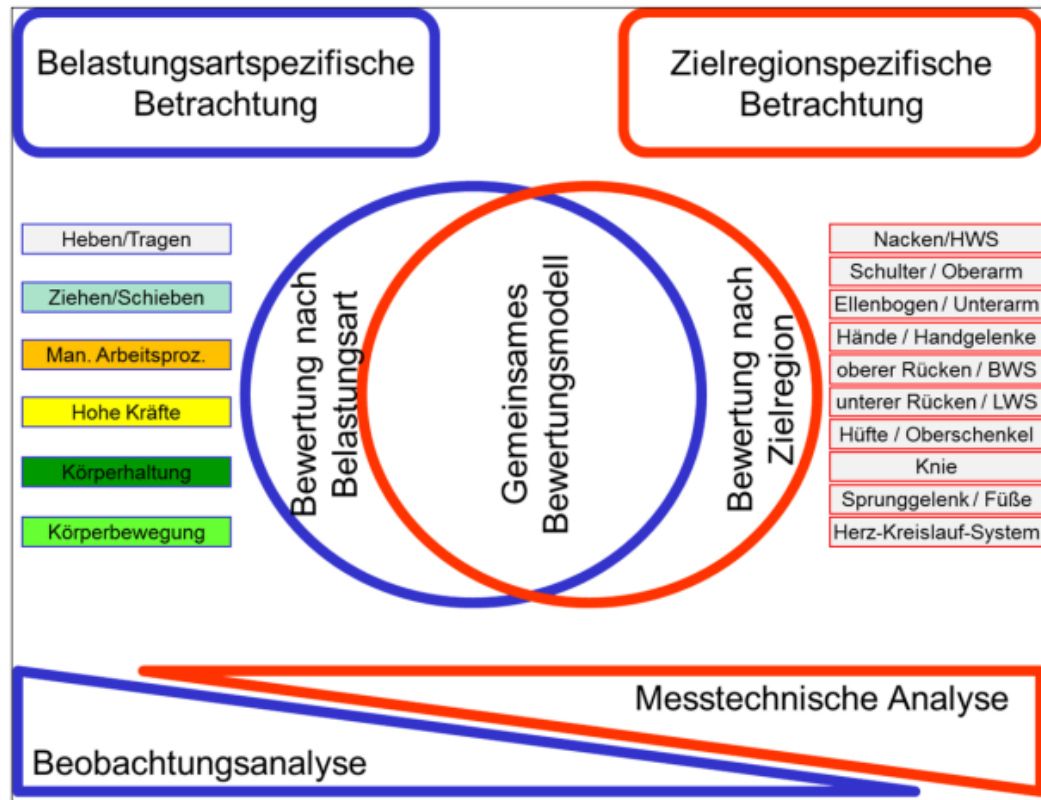 Belastungsartspezifische
Betrachtung
Zielregionspezifische
Betrachtung
Heben/Tragen
Ziehen/Schieben
Man. Arbeitsproz.
Hohe Kräfte
Körperhaltung
Körperbewegung
Bewertung nach
Belastungsart
Gemeinsames
Bewertungsmodell
Bewertung nach
Zielregion
Nacken/HWS
Schulter / Oberarm
Ellenbogen / Unterarm
Hände / Handgelenke
oberer Rücken / BWS
unterer Rücken / LWS
Hüfte / Oberschenkel
Knie
Sprunggelenk / Füße
Herz-Kreislauf-System
Messtechnische Analyse
Beobachtungsanalyse